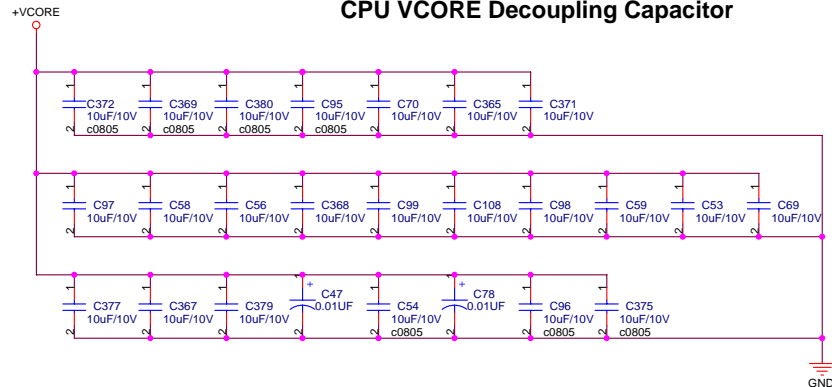 CPU VCORE Decoupling Capacitor
+VCORE
1 1 1 1 1 1 1
C372 C369 C380 C95 C70 C365 C371
10uF/10V 10uF/10V 10uF/10V 10uF/10V 10uF/10V 10uF/10V 10uF/10V
2 2 2 2 2 2 2
c0805 c0805 c0805 c0805
1 1 1 1 1 1 1 1 1 1
C97 C58 C56 C368 C99 C108 C98 C59 C53 C69
10uF/10V 10uF/10V 10uF/10V 10uF/10V 10uF/10V 10uF/10V 10uF/10V 10uF/10V 10uF/10V 10uF/10V
2 2 2 2 2 2 2 2 2 2
1 1 1 1 1 1 1 1
+ +
C377 C367 C379 C47 C54 C78 C96 C375
10uF/10V 10uF/10V 10uF/10V 0.01UF 10uF/10V 0.01UF 10uF/10V 10uF/10V
2 2 2 2 2 2 2 2
c0805 c0805 c0805
GND